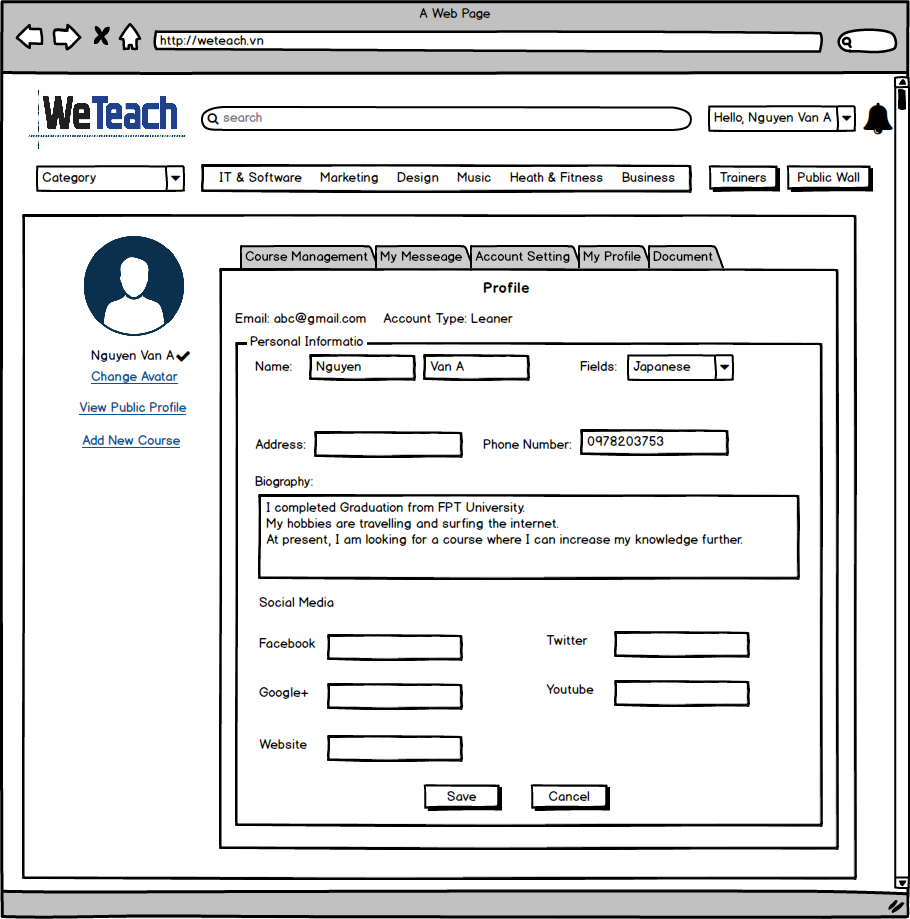 A Web Page
http://weteach.vn
WeTeach
search
Hello, Nguyen Van A
Category
IT & Software Marketing Design Music Heath & Fitness Business
Trainers
Public Wall
Course Management My Messeage Account Setting My Profile Document
Profile
Email: abc@gmail.com Account Type: Leaner
Nguyen Van A
Change Avatar
View Public Profile
Add New Course
Personal Informatio
Name: Nguyen Van A Fields: Japanese
Address: Phone Number: 0978203753
Biography:
I completed Graduation from FPT University.
My hobbies are travelling and surfing the internet.
At present, I am looking for a course where I can increase my knowledge further.
Social Media
Facebook Twitter
Google+ Youtube
Website
Save Cancel